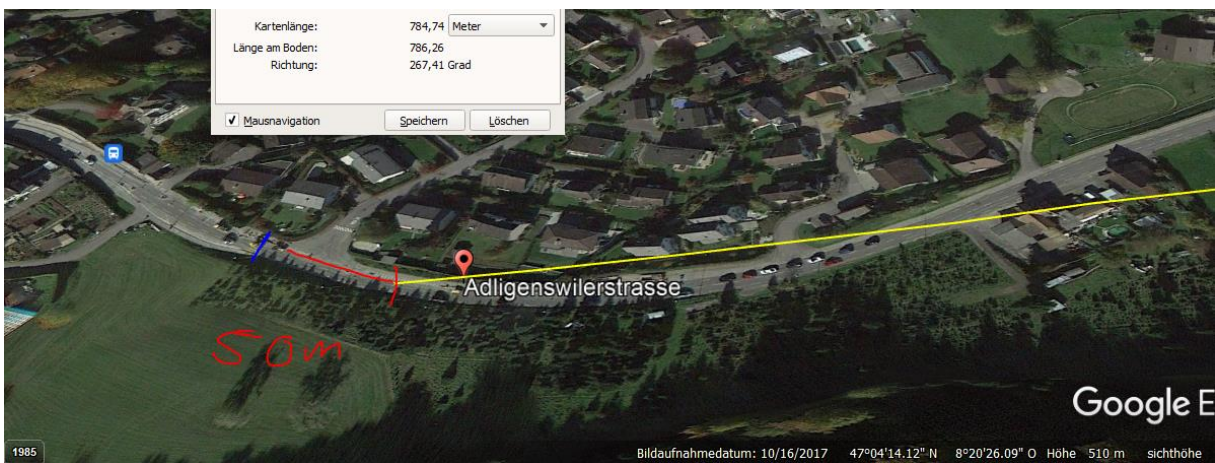 Kartenlänge: 784,74 Meter
Länge am Boden: 786,26
Richtung: 267,41 Grad
✓ Mausnavigation Speichern Löschen
Adligenswilerstrasse
50m
Google E
1985 Bildaufnahmedatum: 10/16/2017 47°04'14.12" N 8°20'26.09" O Höhe 510 m sichthöhe